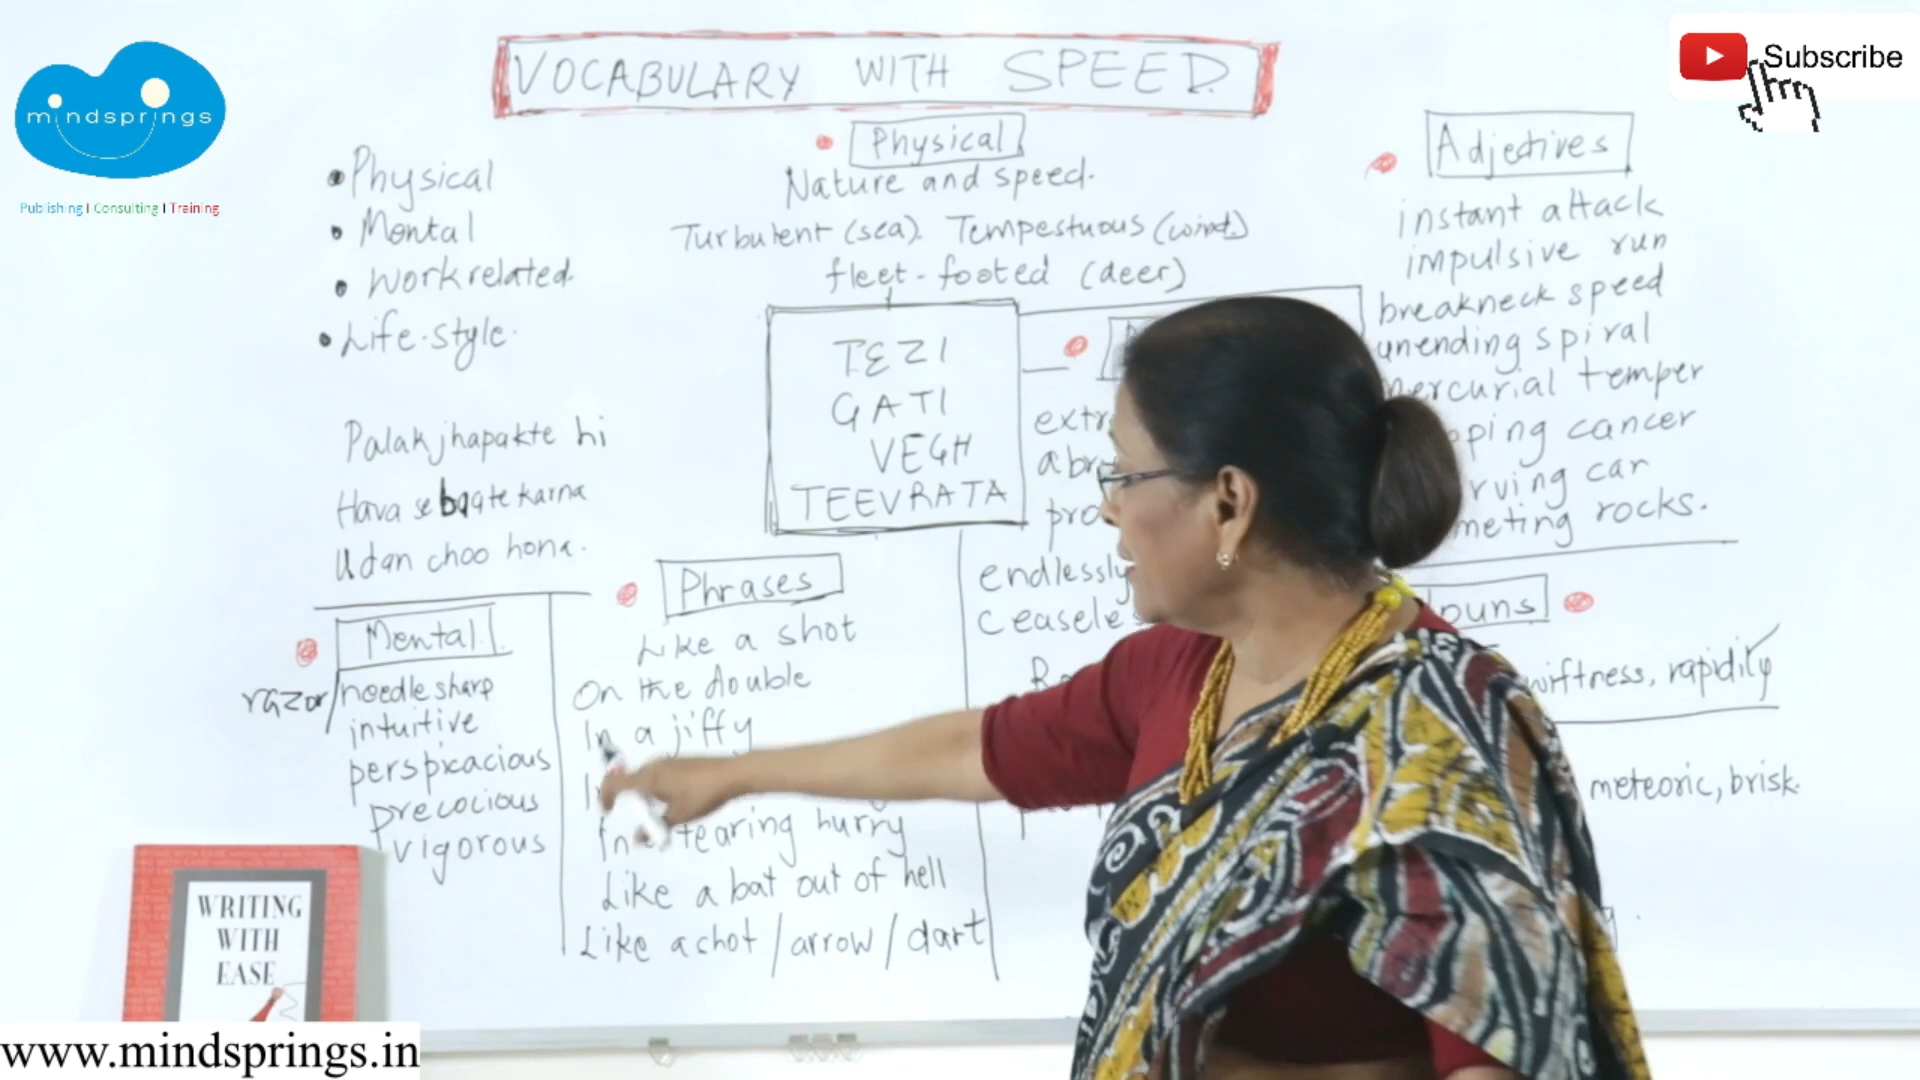 mindsprings
Publishing | Consulting | Training
Subscribe
VOCABULARY WITH SPEED
Physical
Mental
Work related.
Life-style.
Palak jhapakte hi
Hava se baate karna
Udan choo hona.
Physical
Nature and speed.
Turbulent (sea). Tempestuous (wind.)
fleet-footed (deer)
TEZI
GATI
VEGH
TEEVRATA
Adjectives
instant attack
impulsive run
breakneck speed
unending spiral
temper
cancer
car
rocks.
endlessly
Mental
razor/needle sharp
intuitive
perspicacious
precocious
vigorous
Phrases
Like a shot
On the double
In a jiffy
tearing hurry
Like a bat out of hell
Like a shot/arrow/dart
rapidity
meteoric, brisk.
WRITING
WITH
EASE
www.mindsprings.in